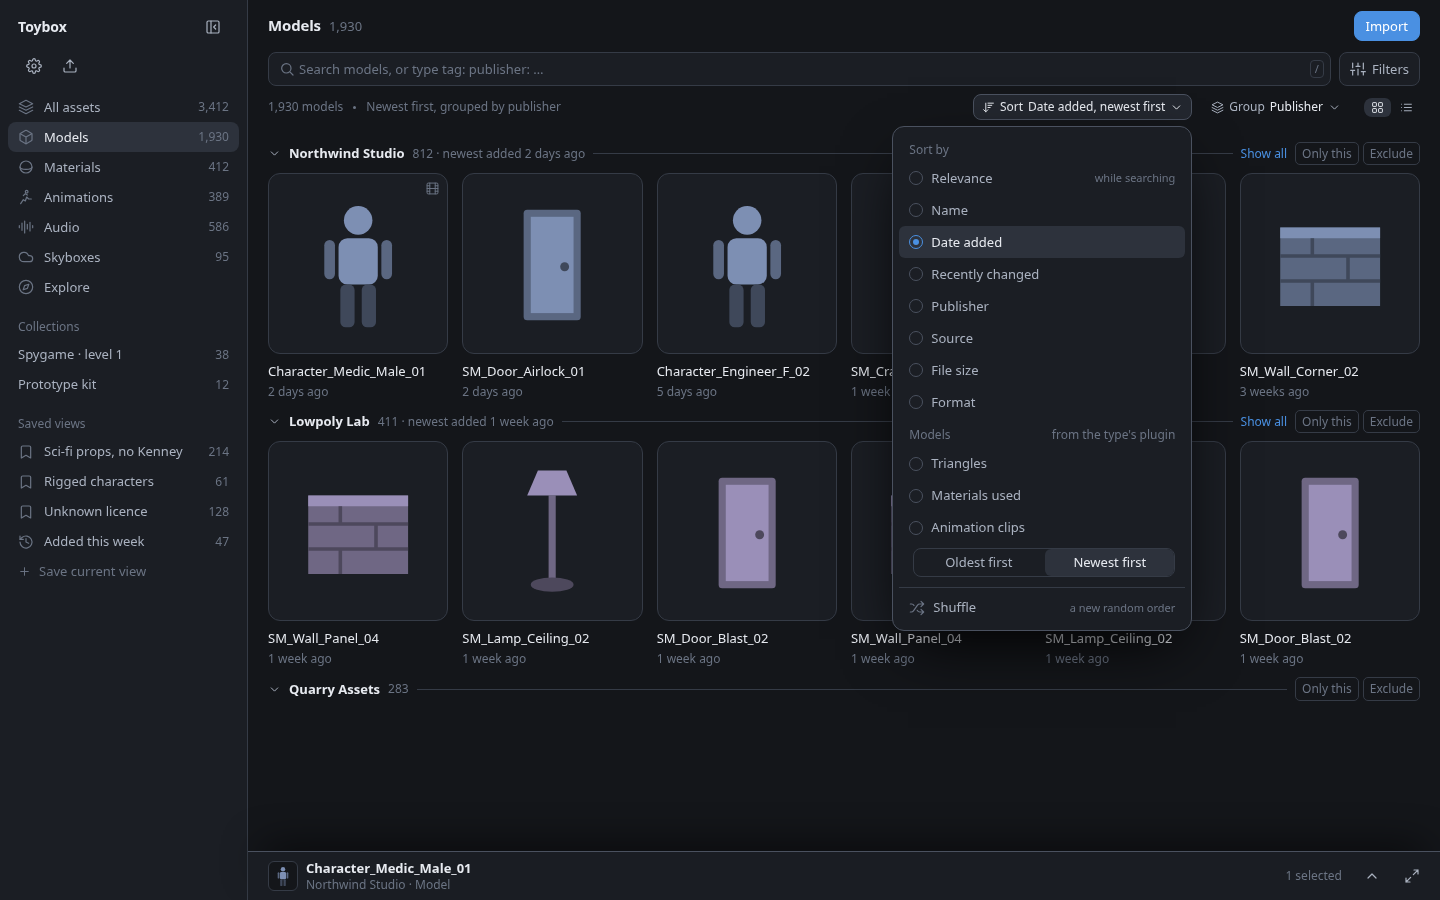 Toybox
All assets 3,412
Models 1,930
Materials 412
Animations 389
Audio 586
Skyboxes 95
Explore
Collections
Spygame · level 1 38
Prototype kit 12
Saved views
Sci-fi props, no Kenney 214
Rigged characters 61
Unknown licence 128
Added this week 47
Save current view
Models 1,930
Import
Search models, or type tag: publisher: ...
/
Filters
1,930 models • Newest first, grouped by publisher
Sort Date added, newest first
Group Publisher
Northwind Studio 812 · newest added 2 days ago
Show all Only this Exclude
Character_Medic_Male_01
2 days ago
SM_Door_Airlock_01
2 days ago
Character_Engineer_F_02
5 days ago
SM_Cra
1 week
SM_Wall_Corner_02
3 weeks ago
Lowpoly Lab 411 · newest added 1 week ago
Show all Only this Exclude
SM_Wall_Panel_04
1 week ago
SM_Lamp_Ceiling_02
1 week ago
SM_Door_Blast_02
1 week ago
SM_Wall_Panel_04
1 week ago
SM_Lamp_Ceiling_02
1 week ago
SM_Door_Blast_02
1 week ago
Quarry Assets 283
Only this Exclude
Sort by
Relevance while searching
Name
Date added
Recently changed
Publisher
Source
File size
Format
Models from the type's plugin
Triangles
Materials used
Animation clips
Oldest first Newest first
Shuffle a new random order
Character_Medic_Male_01
Northwind Studio · Model
1 selected